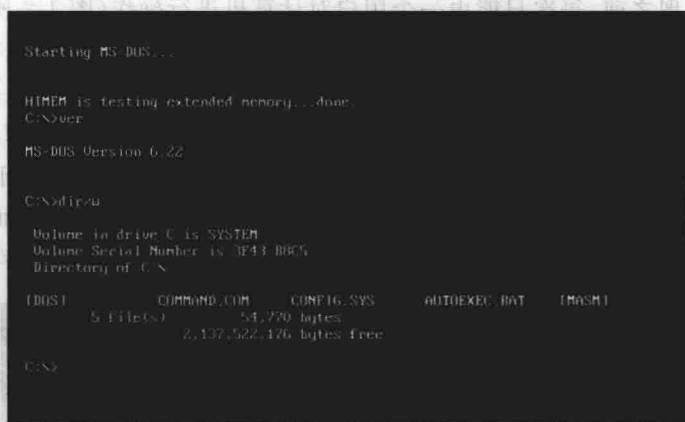 Starting MS-DOS...
HIMEM is testing extended memory...done.
C:\>ver
MS-DOS Version 6.22
C:\>dir/w
Volume in drive C is SYSTEM
Volume Serial Number is
Directory of C:\
[DOS] COMMAND.COM CONFIG.SYS AUTOEXEC.BAT [MASM]
5 file(s) 54,770 bytes
2,137,522,176 bytes free
C:\>